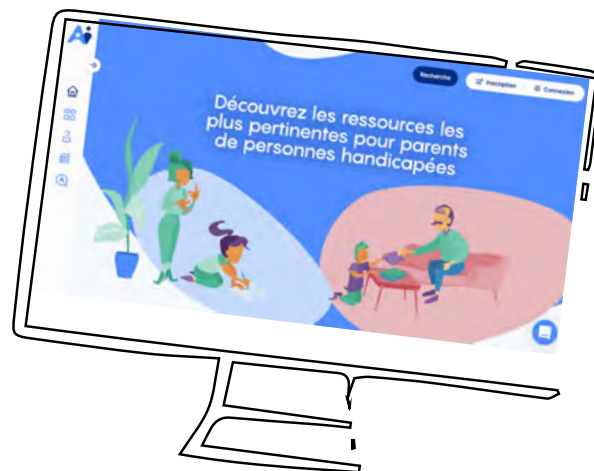 Ai
Recherche
Inscription
Connexion
Découvrez les ressources les
plus pertinentes pour parents
de personnes handicapées